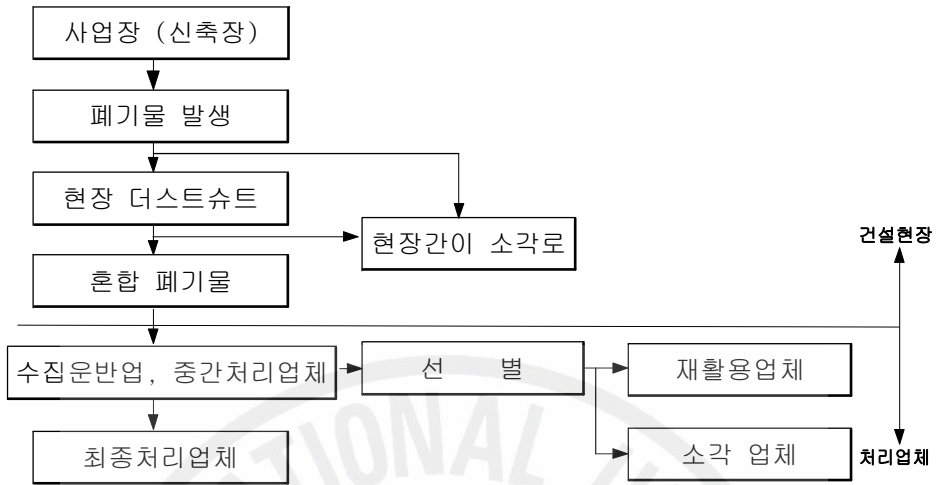 사업장 (신축장)
폐기물 발생
현장 더스트슈트
현장간이 소각로
건설현장
혼합 폐기물
수집운반업, 중간처리업체
선 별
재활용업체
최종처리업체
소각 업체
처리업체
TIONAL U